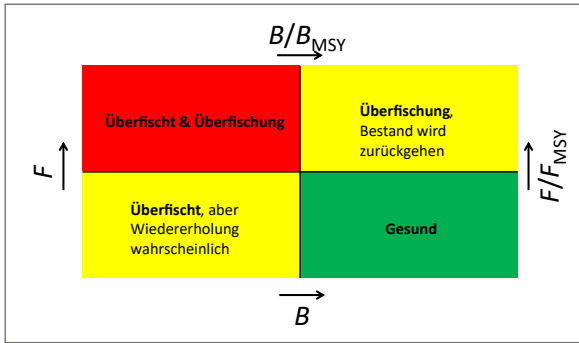 B/B_MSY
Überfischt & Überfischung
Überfischung,
Bestand wird
zurückgehen
F
F/F_MSY
Überfischt, aber
Wiedererholung
wahrscheinlich
Gesund
B